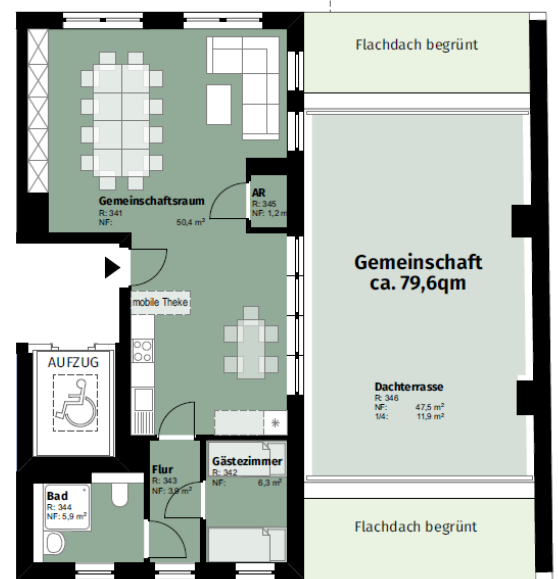 Flachdach begrünt
AR
R: 345
NF: 1,2 m
Gemeinschaftsraum
R: 341
NF: 50,4 m²
Gemeinschaft
ca. 79,6qm
mobile Theke
AUFZUG
Dachterrasse
R: 346
NF: 47,5 m²
1/4: 11,9 m²
Gästezimmer
R: 342
NF: 6,3 m²
Flur
R: 343
NF: 3,9 m²
Bad
R: 344
NF: 5,9 m²
Flachdach begrünt